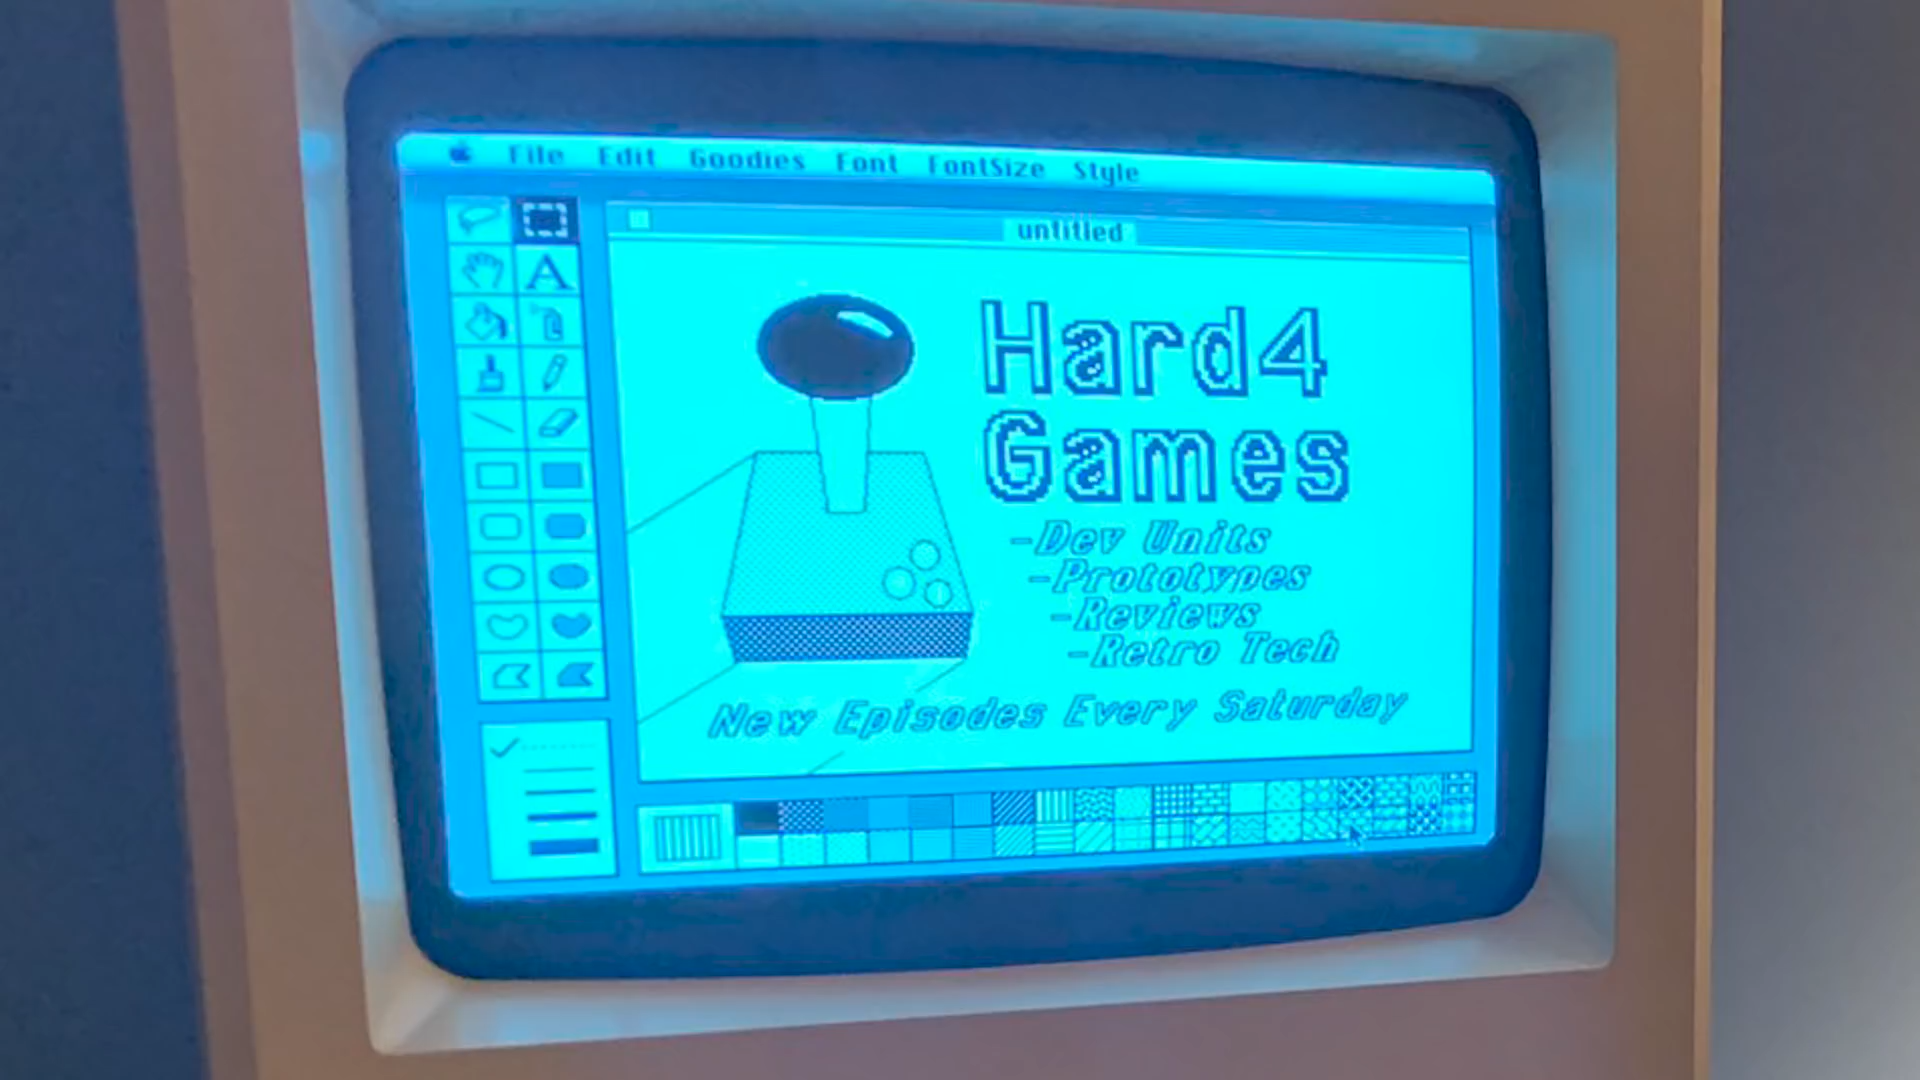 File Edit Goodies Font FontSize Style
untitled
A
Hard4
Games
-Dev Units
-Prototypes
-Reviews
-Retro Tech
New Episodes Every Saturday